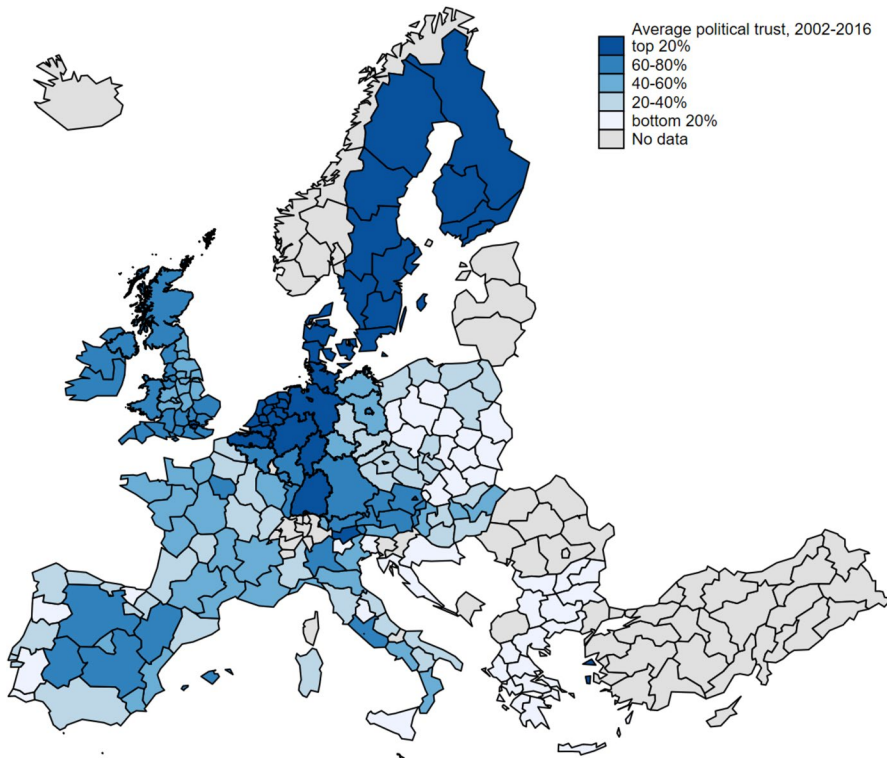 Average political trust, 2002-2016
top 20%
60-80%
40-60%
20-40%
bottom 20%
No data